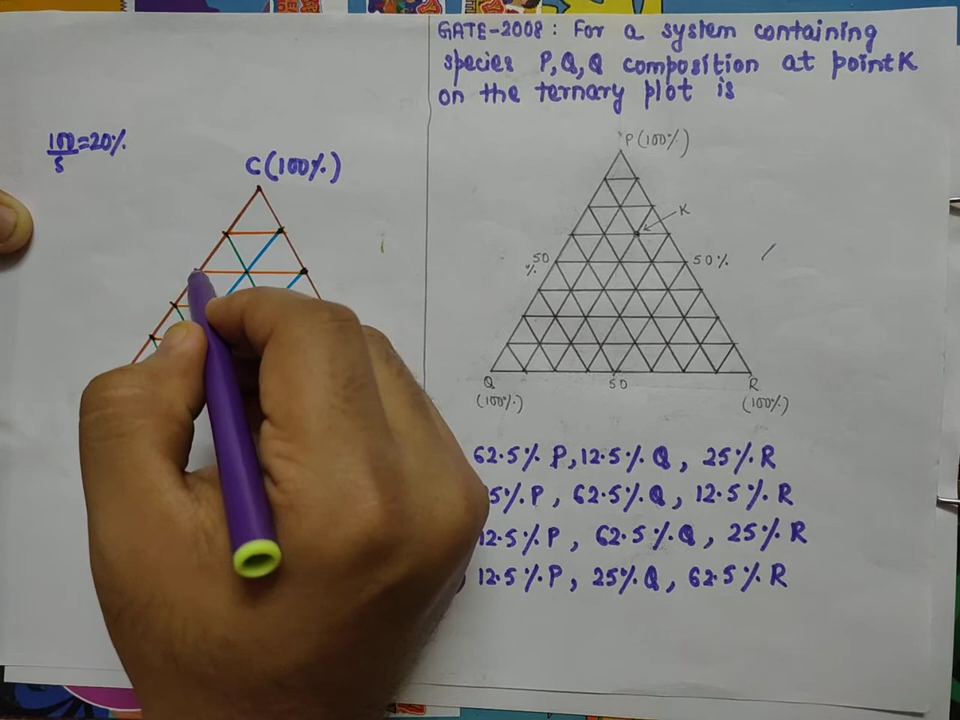 GATE-2008: For a system containing
species P,Q,Q composition at point K
on the ternary plot is
100/5=20%
C(100%)
P(100%)
K
50
%
50%
Q
(100%)
50
R
(100%)
62.5% P, 12.5% Q, 25% R
5% P, 62.5% Q, 12.5% R
12.5% P, 62.5% Q, 25% R
12.5% P, 25% Q, 62.5% R